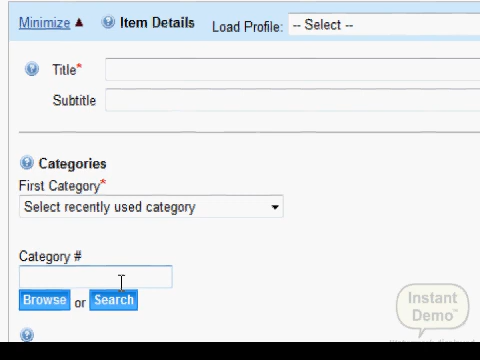 Minimize Item Details Load Profile: -- Select --
Title*
Subtitle
Categories
First Category*
Select recently used category
Category #
Browse or Search
Instant
Demo™